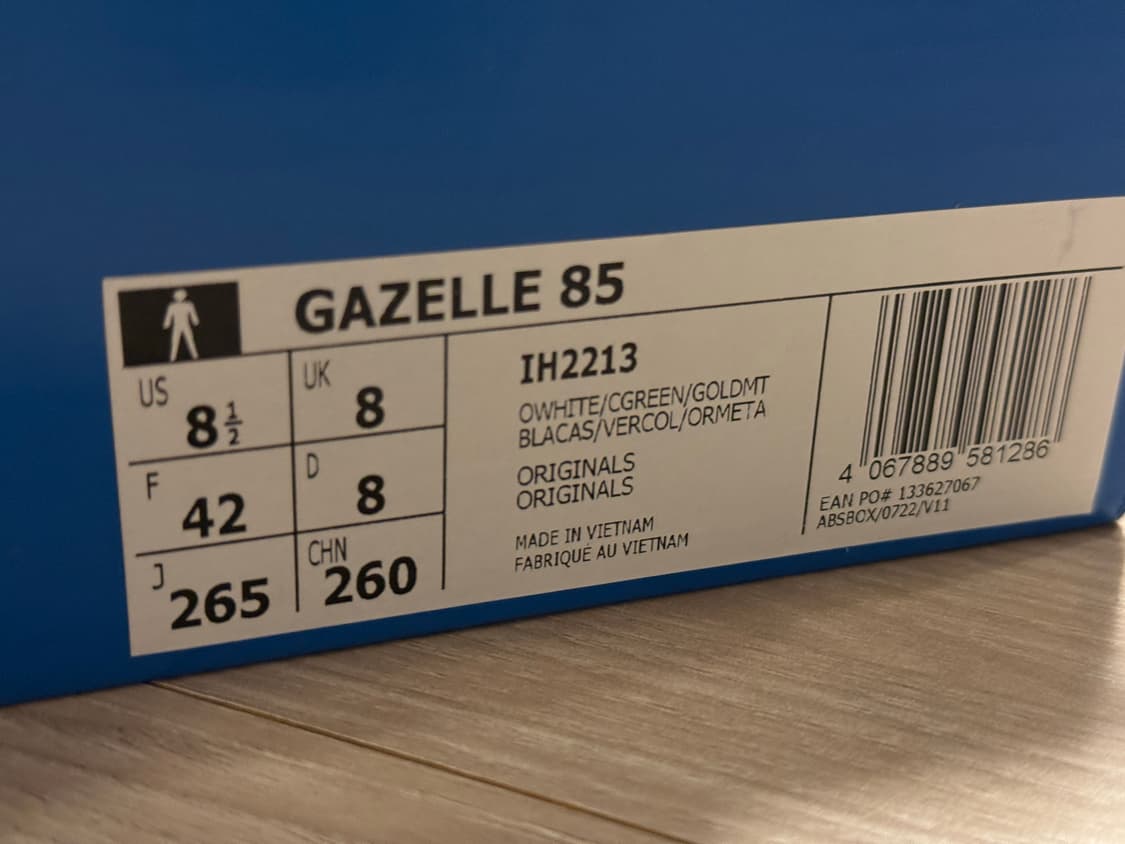 GAZELLE 85
US 8½
UK 8
F 42
D 8
J 265
CHN 260
IH2213
OWHITE/CGREEN/GOLDMT
BLACAS/VERCOL/ORMETA
ORIGINALS
ORIGINALS
MADE IN VIETNAM
FABRIQUÉ AU VIETNAM
4 067889 581286
EAN PO# 133627067
ABSBOX/0722/V11